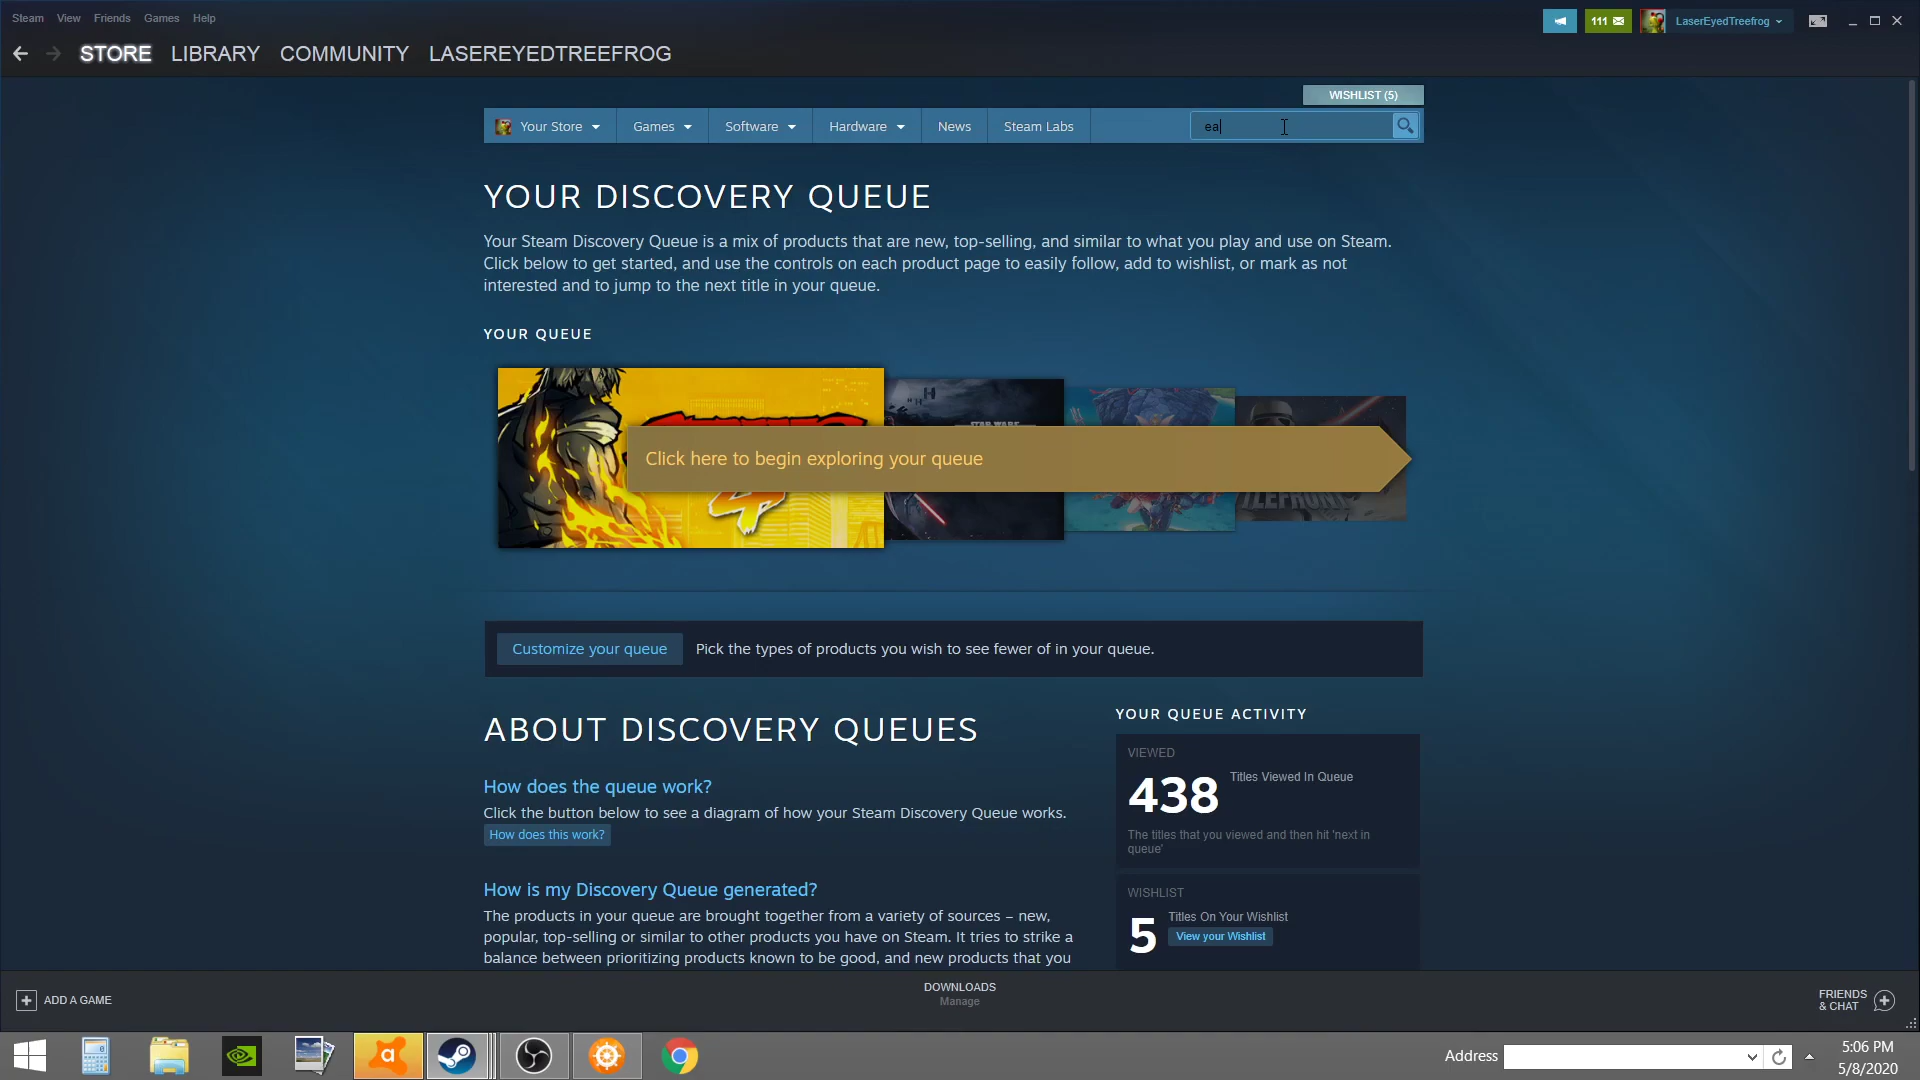 Steam View Friends Games Help
111
LaserEyedTreefrog
STORE LIBRARY COMMUNITY LASEREYEDTREEFROG
WISHLIST (5)
Your Store Games Software Hardware News Steam Labs ea
YOUR DISCOVERY QUEUE
Your Steam Discovery Queue is a mix of products that are new, top-selling, and similar to what you play and use on Steam.
Click below to get started, and use the controls on each product page to easily follow, add to wishlist, or mark as not
interested and to jump to the next title in your queue.
YOUR QUEUE
STAR WARS
Click here to begin exploring your queue
4
Customize your queue Pick the types of products you wish to see fewer of in your queue.
ABOUT DISCOVERY QUEUES
How does the queue work?
Click the button below to see a diagram of how your Steam Discovery Queue works.
How does this work?
How is my Discovery Queue generated?
The products in your queue are brought together from a variety of sources – new,
popular, top-selling or similar to other products you have on Steam. It tries to strike a
balance between prioritizing products known to be good, and new products that you
YOUR QUEUE ACTIVITY
VIEWED
438 Titles Viewed In Queue
The titles that you viewed and then hit 'next in
queue'
WISHLIST
5 Titles On Your Wishlist
View your Wishlist
ADD A GAME
DOWNLOADS
Manage
FRIENDS
& CHAT
Address
5:06 PM
5/8/2020